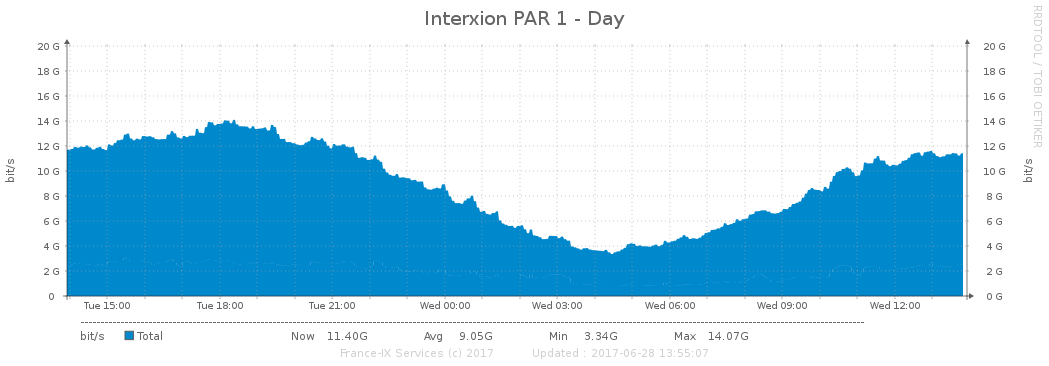 Interxion PAR 1 - Day
RRDTOOL / TOBI OETIKER
bit/s
20 G 20 G
18 G 18 G
16 G 16 G
14 G 14 G
12 G 12 G
10 G 10 G
8 G 8 G
6 G 6 G
4 G 4 G
2 G 2 G
0 0 G
bit/s
Tue 15:00 Tue 18:00 Tue 21:00 Wed 00:00 Wed 03:00 Wed 06:00 Wed 09:00 Wed 12:00
bit/s Total Now 11.40G Avg 9.05G Min 3.34G Max 14.07G
France-IX Services (c) 2017 Updated : 2017-06-28 13:55:07